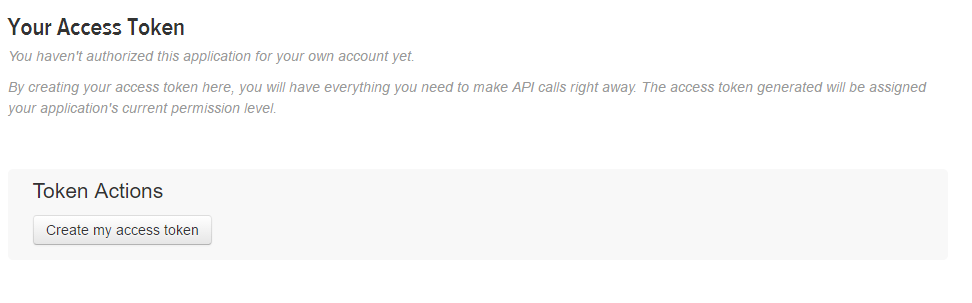 Your Access Token
You haven't authorized this application for your own account yet.
By creating your access token here, you will have everything you need to make API calls right away. The access token generated will be assigned
your application's current permission level.
Token Actions
Create my access token